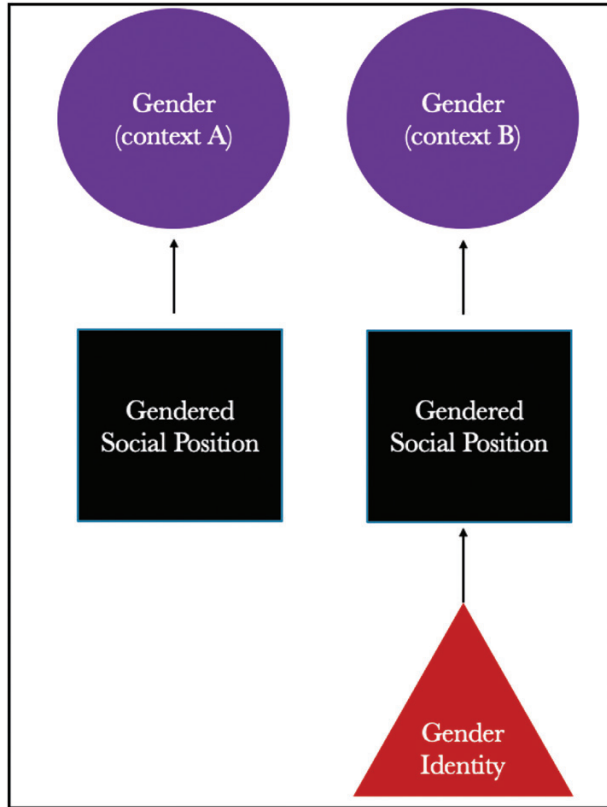 Gender
(context A)
Gender
(context B)
Gendered
Social Position
Gendered
Social Position
Gender
Identity